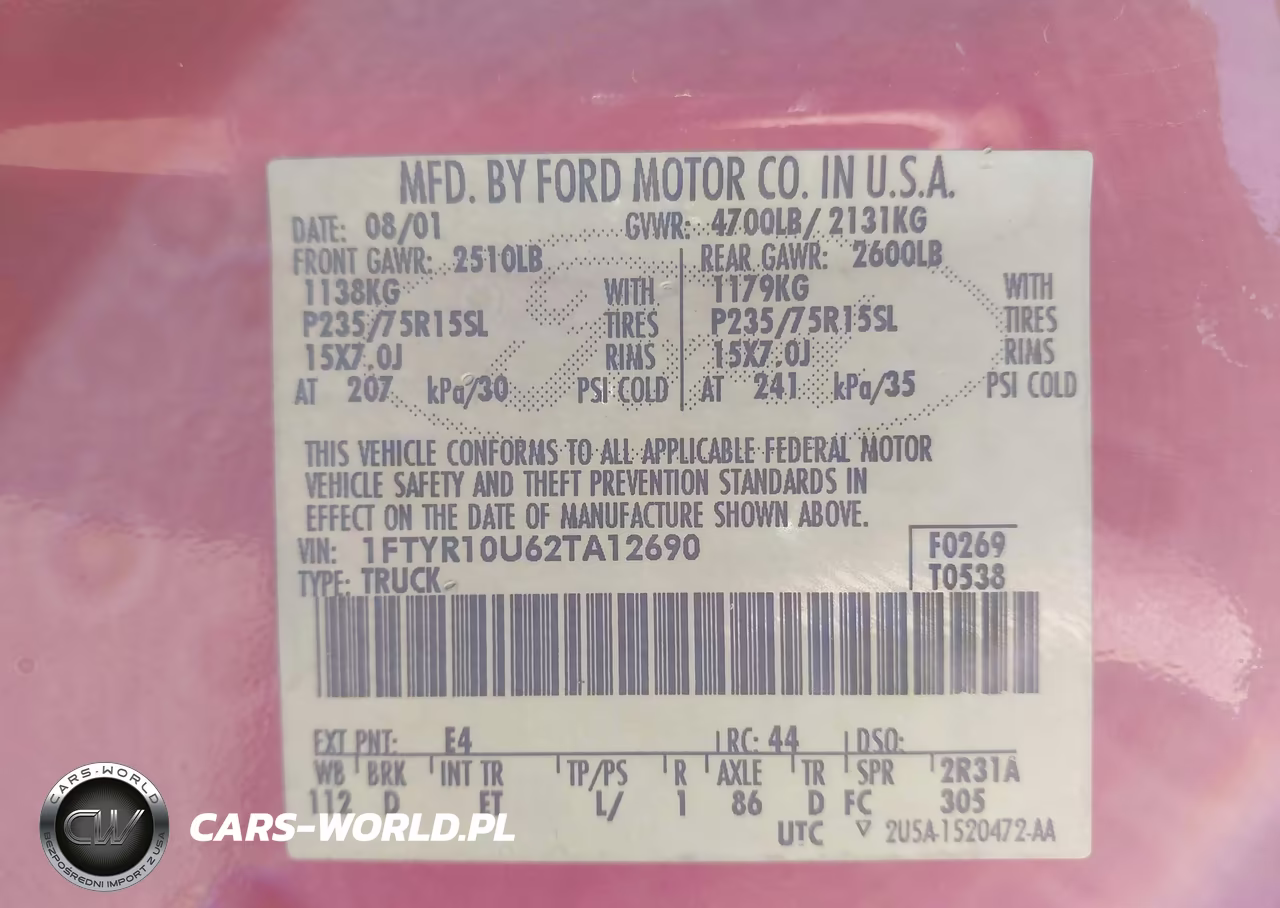 MFD. BY FORD MOTOR CO. IN U.S.A.
DATE: 08/01 GVWR: 4700LB/ 2131KG
FRONT GAWR: 2510LB REAR GAWR: 2600LB
1138KG WITH 1179KG WITH
P235/75R15SL TIRES P235/75R15SL TIRES
15X7.0J RIMS 15X7.0J RIMS
AT 207 kPa/30 PSI COLD AT 241 kPa/35 PSI COLD
THIS VEHICLE CONFORMS TO ALL APPLICABLE FEDERAL MOTOR
VEHICLE SAFETY AND THEFT PREVENTION STANDARDS IN
EFFECT ON THE DATE OF MANUFACTURE SHOWN ABOVE.
VIN: 1FTYR10U62TA12690 F0269
TYPE: TRUCK T0538
EXT PNT: E4 RC: 44 DSO:
WB BRK INT TR TP/PS R AXLE TR SPR 2R31A
112 D ET L/ 1 86 D FC 305
UTC ▽ 2U5A-1520472-AA
CARS-WORLD
CW
BEZPOŚREDNI IMPORT Z USA
CARS-WORLD.PL